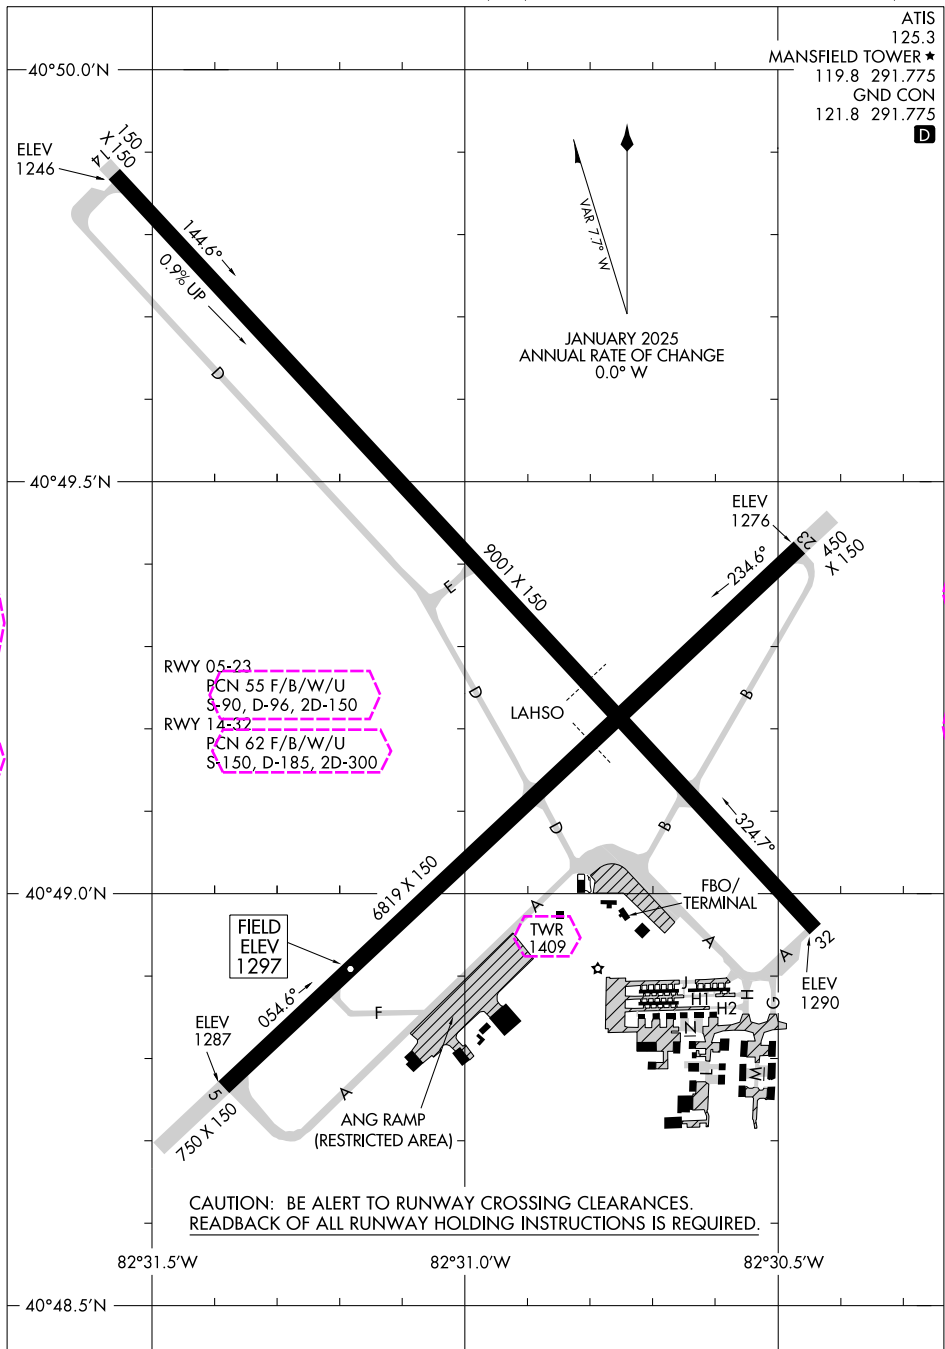 ATIS
125.3
MANSFIELD TOWER ★
119.8 291.775
GND CON
121.8 291.775
D
40°50.0'N
150
X 150
14
ELEV
1246
144.6°
0.9% UP
VAR 7.7° W
JANUARY 2025
ANNUAL RATE OF CHANGE
0.0° W
D
40°49.5'N
ELEV
1276
23
450
X 150
234.6°
9001 X 150
E
RWY 05-23
PCN 55 F/B/W/U
S-90, D-96, 2D-150
RWY 14-32
PCN 62 F/B/W/U
S-150, D-185, 2D-300
D
B
LAHSO
D
B
324.7°
40°49.0'N
6819 X 150
FBO/
TERMINAL
A
TWR
1409
A
A
32
ELEV
1290
FIELD
ELEV
1297
054.6°
F
J
H1
H
H2
G
N
L
M
ELEV
1287
5
750 X 150
A
ANG RAMP
(RESTRICTED AREA)
CAUTION: BE ALERT TO RUNWAY CROSSING CLEARANCES.
READBACK OF ALL RUNWAY HOLDING INSTRUCTIONS IS REQUIRED.
82°31.5'W
82°31.0'W
82°30.5'W
40°48.5'N